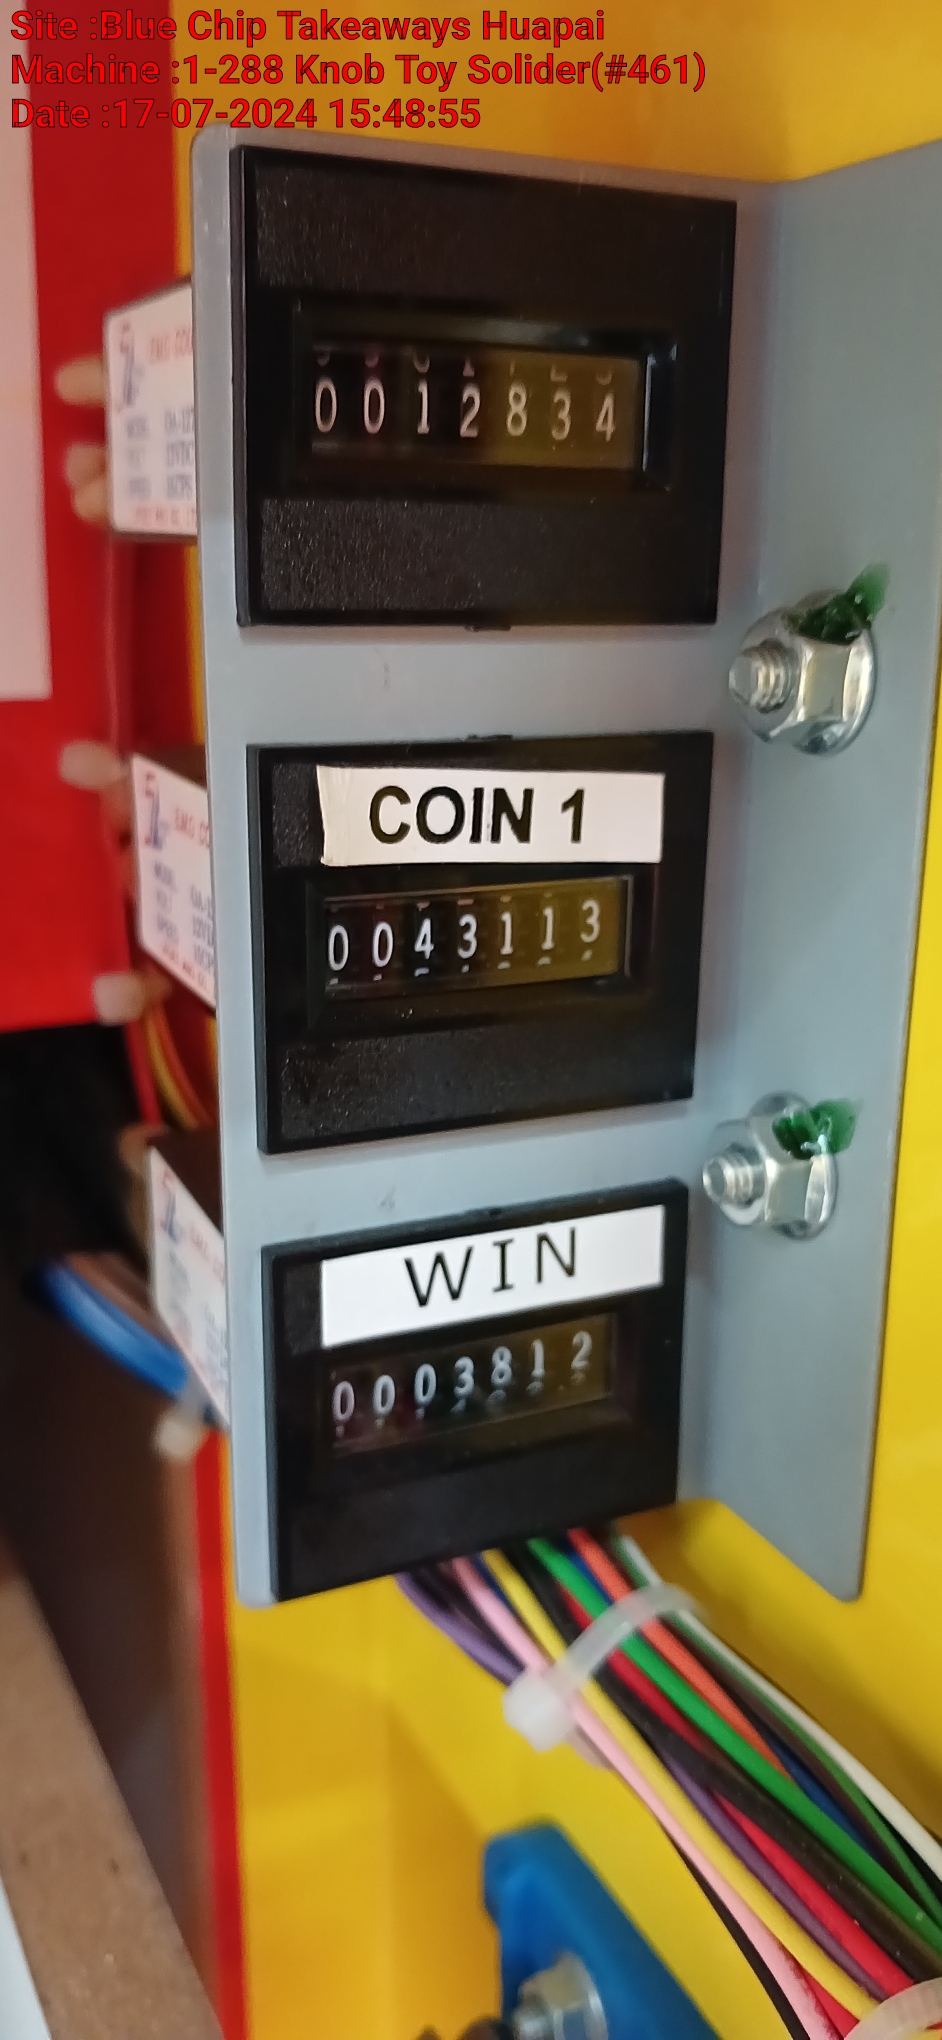 Site :Blue Chip Takeaways Huapai
Machine :1-288 Knob Toy Solider(#461)
Date :17-07-2024 15:48:55
0012834
COIN 1
0043113
WIN
0003812